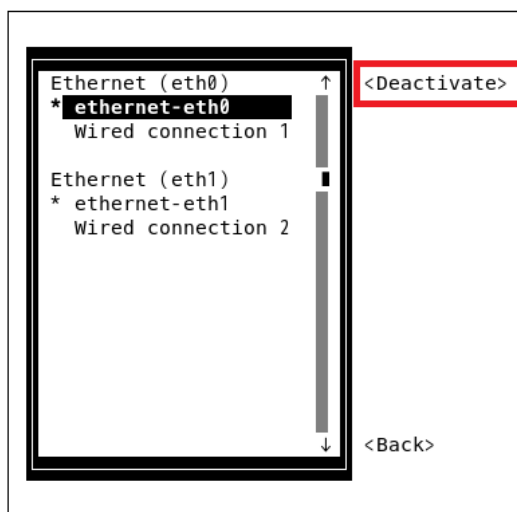 Ethernet (eth0) ↑ <Deactivate>
* ethernet-eth0
Wired connection 1
Ethernet (eth1)
* ethernet-eth1
Wired connection 2
↓ <Back>